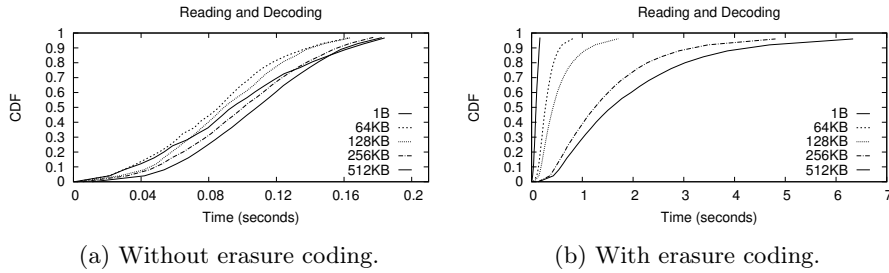 Reading and Decoding
CDF
1
0.9
0.8
0.7
0.6
0.5
0.4
0.3
0.2
0.1
0
1B
64KB
128KB
256KB
512KB
0 0.04 0.08 0.12 0.16 0.2
Time (seconds)
(a) Without erasure coding.
Reading and Decoding
CDF
1
0.9
0.8
0.7
0.6
0.5
0.4
0.3
0.2
0.1
0
1B
64KB
128KB
256KB
512KB
0 1 2 3 4 5 6 7
Time (seconds)
(b) With erasure coding.